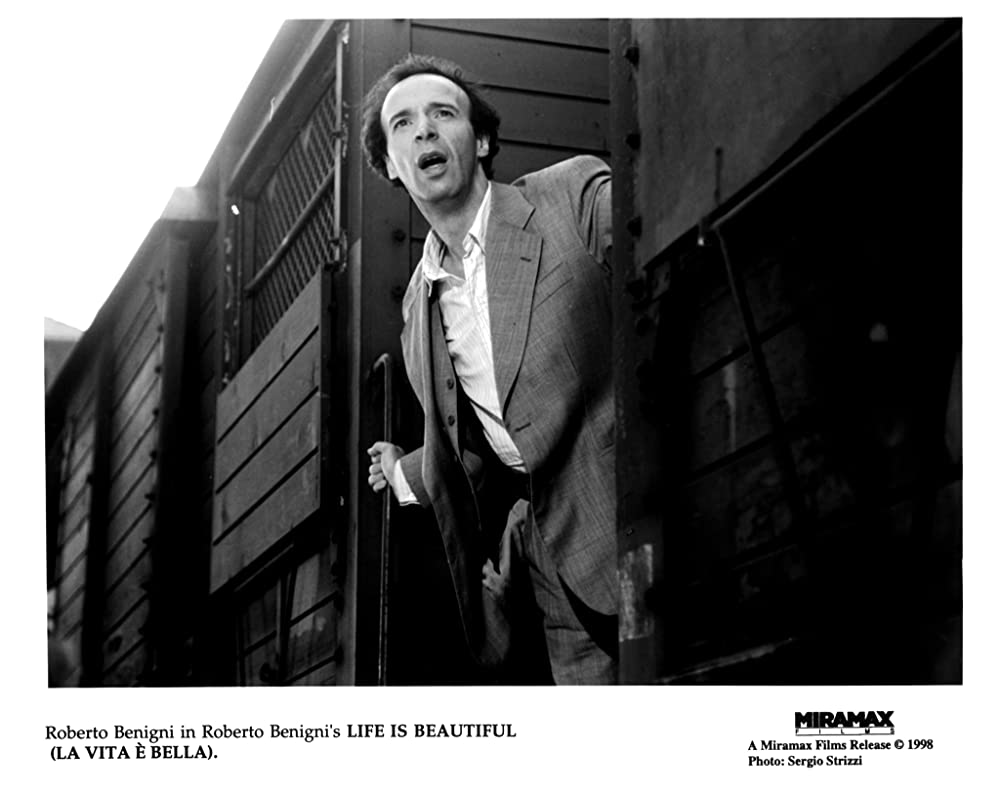 Roberto Benigni in Roberto Benigni's LIFE IS BEAUTIFUL
(LA VITA È BELLA).
MIRAMAX
FILMS
A Miramax Films Release © 1998
Photo: Sergio Strizzi